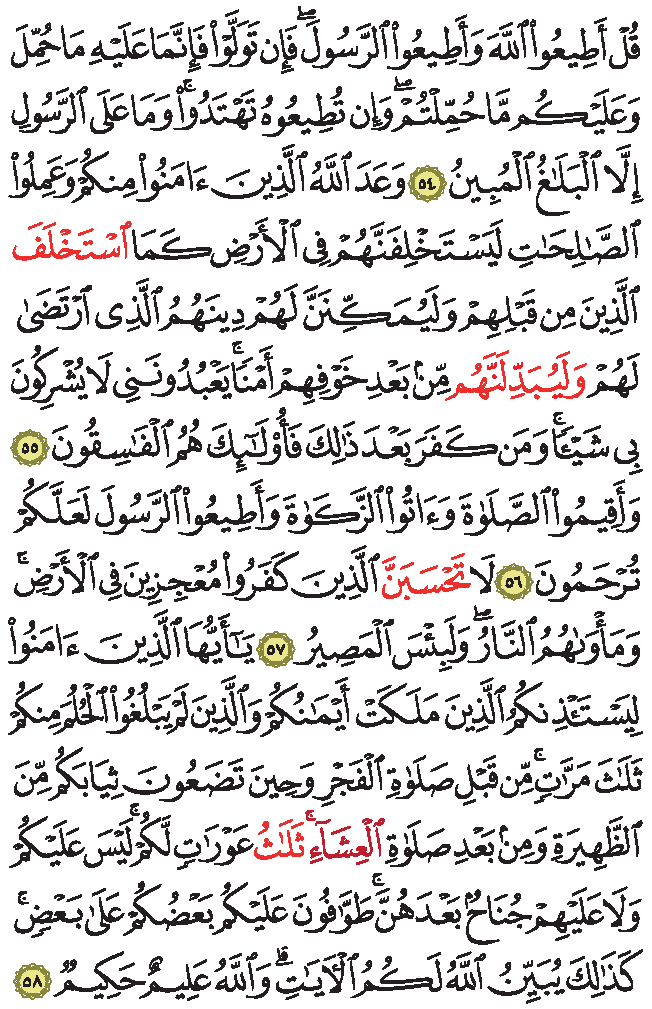 قُلْ أَطِيعُوا۟ ٱللَّهَ وَأَطِيعُوا۟ ٱلرَّسُولَ ۖ فَإِن تَوَلَّوْا۟ فَإِنَّمَا عَلَيْهِ مَا حُمِّلَ
وَعَلَيْكُم مَّا حُمِّلْتُمْ ۖ وَإِن تُطِيعُوهُ تَهْتَدُوا۟ ۚ وَمَا عَلَى ٱلرَّسُولِ
إِلَّا ٱلْبَلَـٰغُ ٱلْمُبِينُ ٥٤ وَعَدَ ٱللَّهُ ٱلَّذِينَ ءَامَنُوا۟ مِنكُمْ وَعَمِلُوا۟
ٱلصَّـٰلِحَـٰتِ لَيَسْتَخْلِفَنَّهُمْ فِى ٱلْأَرْضِ كَمَا ٱسْتَخْلَفَ
ٱلَّذِينَ مِن قَبْلِهِمْ وَلَيُمَكِّنَنَّ لَهُمْ دِينَهُمُ ٱلَّذِى ٱرْتَضَىٰ
لَهُمْ وَلَيُبَدِّلَنَّهُم مِّنۢ بَعْدِ خَوْفِهِمْ أَمْنًا ۚ يَعْبُدُونَنِى لَا يُشْرِكُونَ
بِى شَيْـًٔا ۚ وَمَن كَفَرَ بَعْدَ ذَٰلِكَ فَأُو۟لَـٰٓئِكَ هُمُ ٱلْفَـٰسِقُونَ ٥٥
وَأَقِيمُوا۟ ٱلصَّلَوٰةَ وَءَاتُوا۟ ٱلزَّكَوٰةَ وَأَطِيعُوا۟ ٱلرَّسُولَ لَعَلَّكُمْ
تُرْحَمُونَ ٥٦ لَا تَحْسَبَنَّ ٱلَّذِينَ كَفَرُوا۟ مُعْجِزِينَ فِى ٱلْأَرْضِ ۚ
وَمَأْوَىٰهُمُ ٱلنَّارُ ۖ وَلَبِئْسَ ٱلْمَصِيرُ ٥٧ يَـٰٓأَيُّهَا ٱلَّذِينَ ءَامَنُوا۟
لِيَسْتَـْٔذِنكُمُ ٱلَّذِينَ مَلَكَتْ أَيْمَـٰنُكُمْ وَٱلَّذِينَ لَمْ يَبْلُغُوا۟ ٱلْحُلُمَ مِنكُمْ
ثَلَـٰثَ مَرَّٰتٍ ۚ مِّن قَبْلِ صَلَوٰةِ ٱلْفَجْرِ وَحِينَ تَضَعُونَ ثِيَابَكُم مِّنَ
ٱلظَّهِيرَةِ وَمِنۢ بَعْدِ صَلَوٰةِ ٱلْعِشَآءِ ۚ ثَلَـٰثُ عَوْرَٰتٍ لَّكُمْ ۚ لَيْسَ عَلَيْكُمْ
وَلَا عَلَيْهِمْ جُنَاحٌۢ بَعْدَهُنَّ ۚ طَوَّٰفُونَ عَلَيْكُم بَعْضُكُمْ عَلَىٰ بَعْضٍ ۚ
كَذَٰلِكَ يُبَيِّنُ ٱللَّهُ لَكُمُ ٱلْـَٔايَـٰتِ ۗ وَٱللَّهُ عَلِيمٌ حَكِيمٌ ٥٨